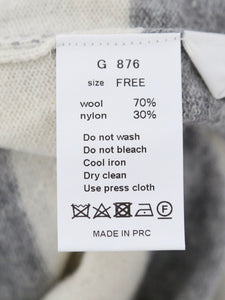 G 876
size FREE
wool 70%
nylon 30%
Do not wash
Do not bleach
Cool iron
Dry clean
Use press cloth
MADE IN PRC